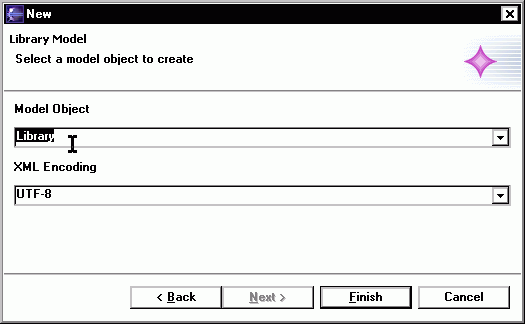 New
Library Model
Select a model object to create
Model Object
Library
XML Encoding
UTF-8
< Back
Next >
Finish
Cancel